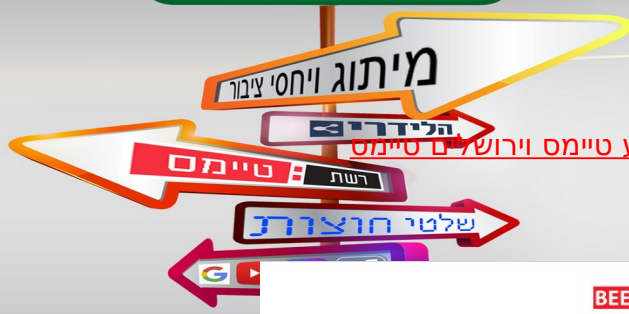 מיתוג ויחסי ציבור
הלידרי
ע טיימס וירושלים טיימס
רשת : טיימס
שלטי חוצות
G
BEE